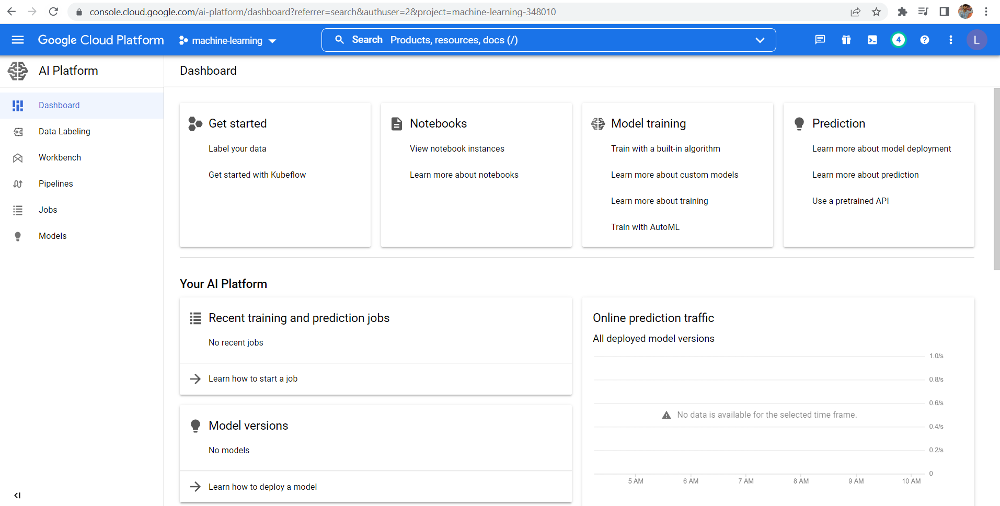 console.cloud.google.com/ai-platform/dashboard?referrer=search&authuser=2&project=machine-learning-348010
Google Cloud Platform
machine-learning
Search Products, resources, docs (/)
4
L
AI Platform
Dashboard
Dashboard
Data Labeling
Workbench
Pipelines
Jobs
Models
Get started
Label your data
Get started with Kubeflow
Notebooks
View notebook instances
Learn more about notebooks
Model training
Train with a built-in algorithm
Learn more about custom models
Learn more about training
Train with AutoML
Prediction
Learn more about model deployment
Learn more about prediction
Use a pretrained API
Your AI Platform
Recent training and prediction jobs
No recent jobs
Learn how to start a job
Model versions
No models
Learn how to deploy a model
Online prediction traffic
All deployed model versions
1.0/s
0.8/s
0.6/s
No data is available for the selected time frame.
0.4/s
0.2/s
0
5 AM 6 AM 7 AM 8 AM 9 AM 10 AM